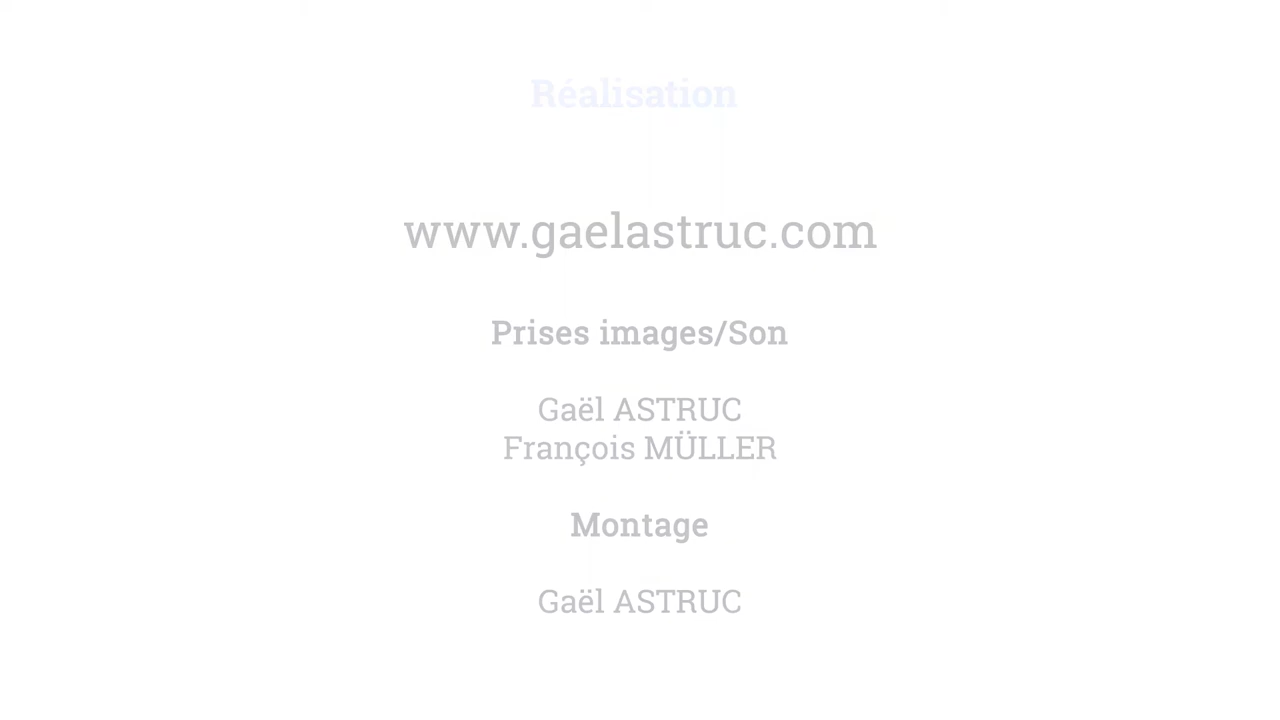 Réalisation
www.gaelastruc.com
Prises images/Son
Gaël ASTRUC
François MÜLLER
Montage
Gaël ASTRUC